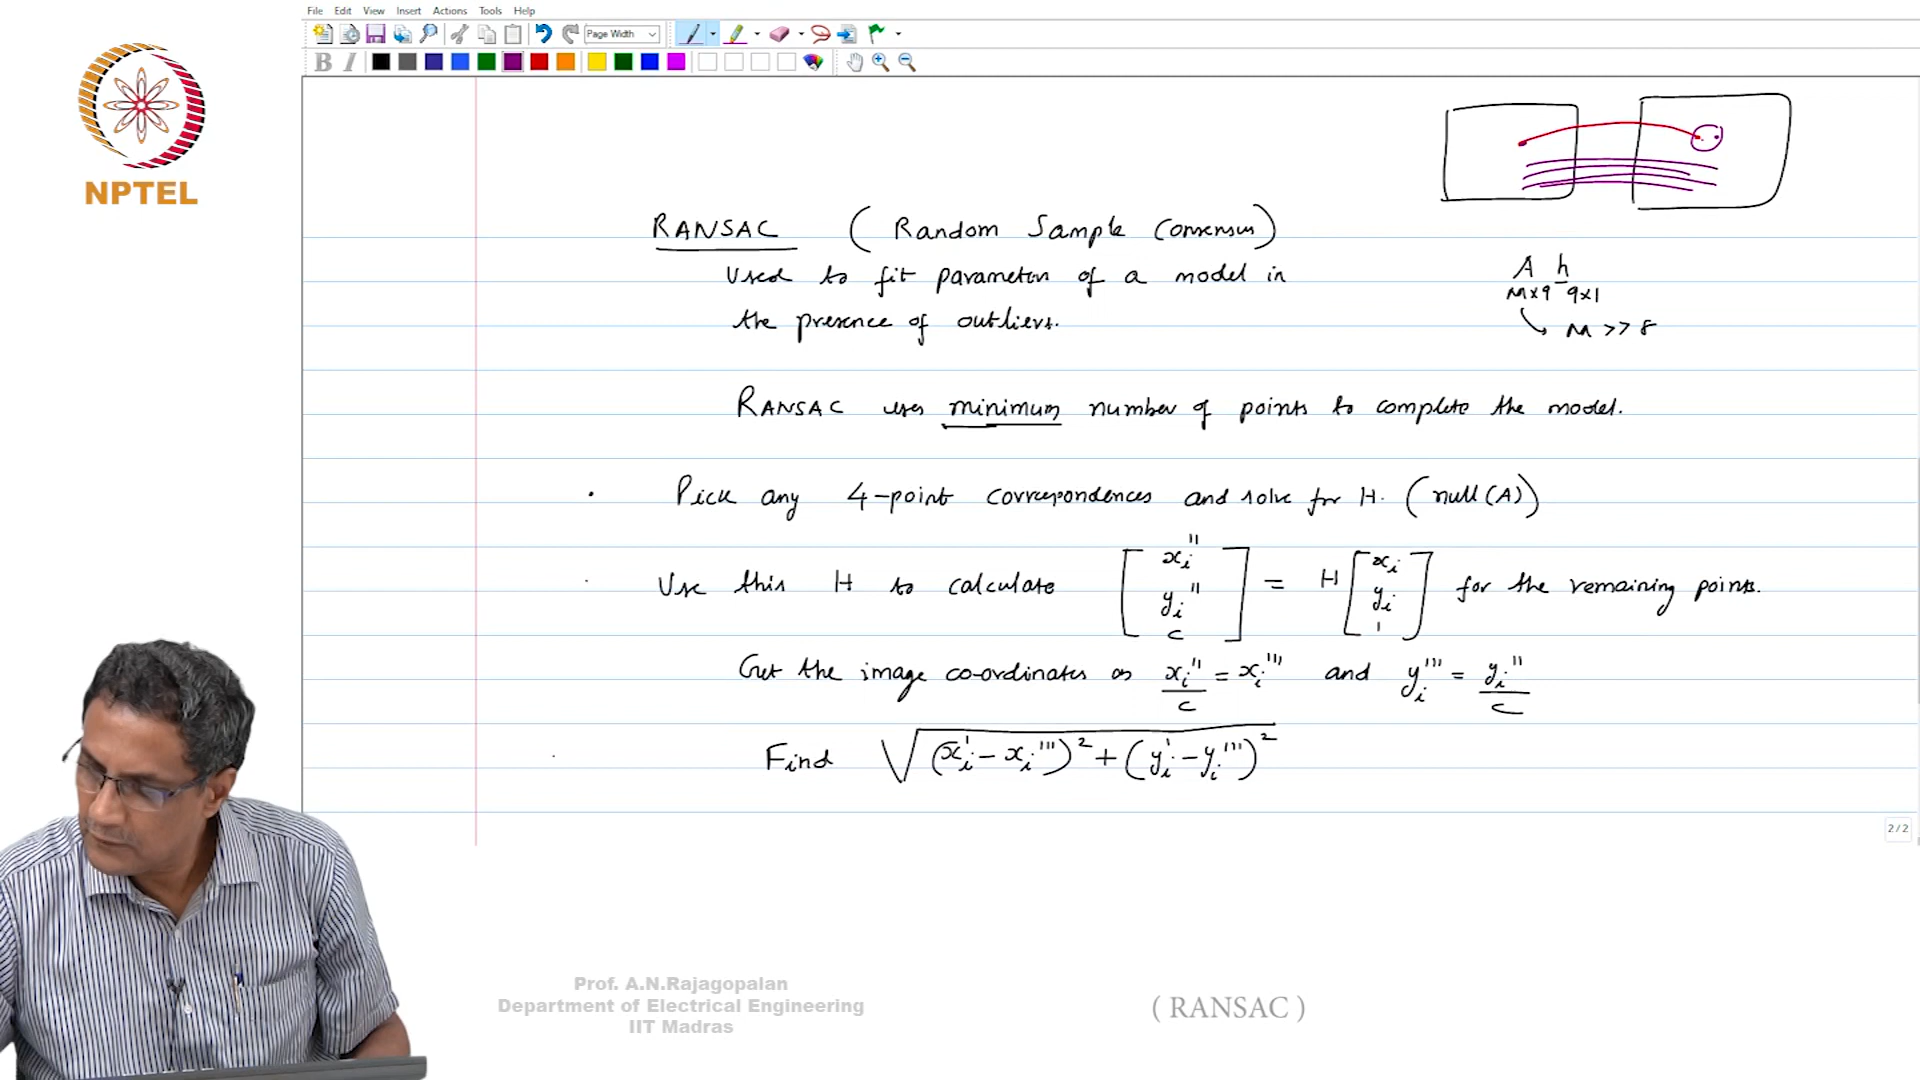 File Edit View Insert Actions Tools Help
Page Width
B I
NPTEL
RANSAC ( Random Sample Consensus )
Used to fit parameters of a model in
the presence of outliers.
A h
M×9 9×1
M >> 8
RANSAC uses minimum number of points to complete the model.
· Pick any 4-point correspondences and solve for H. (null(A))
· Use this H to calculate [ xᵢ'' yᵢ'' c ] = H [ xᵢ yᵢ 1 ] for the remaining points.
Get the image co-ordinates as xᵢ''/c = xᵢ''' and yᵢ''' = yᵢ''/c
Find √(xᵢ' − xᵢ''')² + (yᵢ' − yᵢ''')²
2/2
Prof. A.N.Rajagopalan
Department of Electrical Engineering
IIT Madras
( RANSAC )